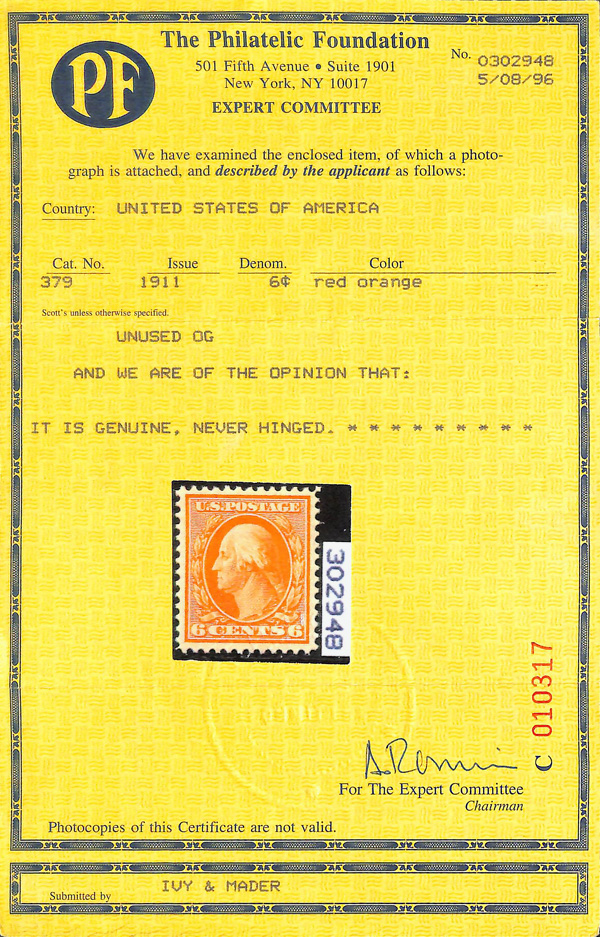 PF
The Philatelic Foundation
501 Fifth Avenue • Suite 1901
New York, NY 10017
EXPERT COMMITTEE
No. 0302948
5/08/96
We have examined the enclosed item, of which a photo-
graph is attached, and described by the applicant as follows:
Country: UNITED STATES OF AMERICA
Cat. No. Issue Denom. Color
379 1911 6¢ red orange
Scott's unless otherwise specified.
UNUSED OG
AND WE ARE OF THE OPINION THAT:
IT IS GENUINE, NEVER HINGED. * * * * * * * * *
U.S. POSTAGE
6 CENTS 6
302948
C 010317
For The Expert Committee
Chairman
Photocopies of this Certificate are not valid.
Submitted by IVY & MADER